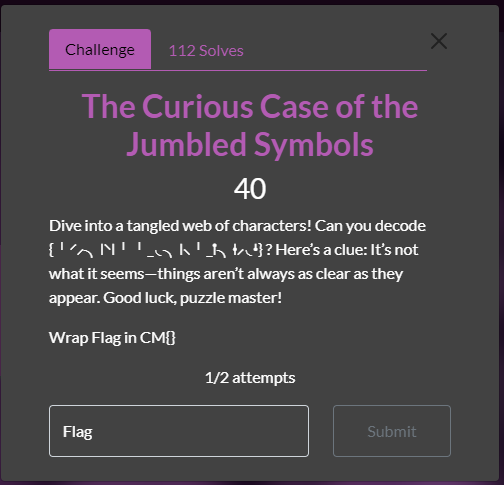 Challenge
112 Solves
The Curious Case of the
Jumbled Symbols
40
Dive into a tangled web of characters! Can you decode
{ }? Here's a clue: It's not
what it seems—things aren't always as clear as they
appear. Good luck, puzzle master!
Wrap Flag in CM{}
1/2 attempts
Flag
Submit